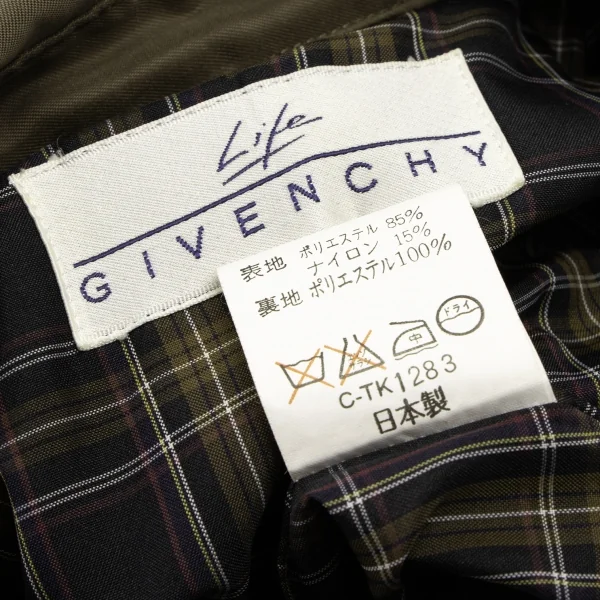 Life
GIVENCHY
表地 ポリエステル 85%
ナイロン 15%
裏地 ポリエステル100%
中
ドライ
C-TK1283
日本製